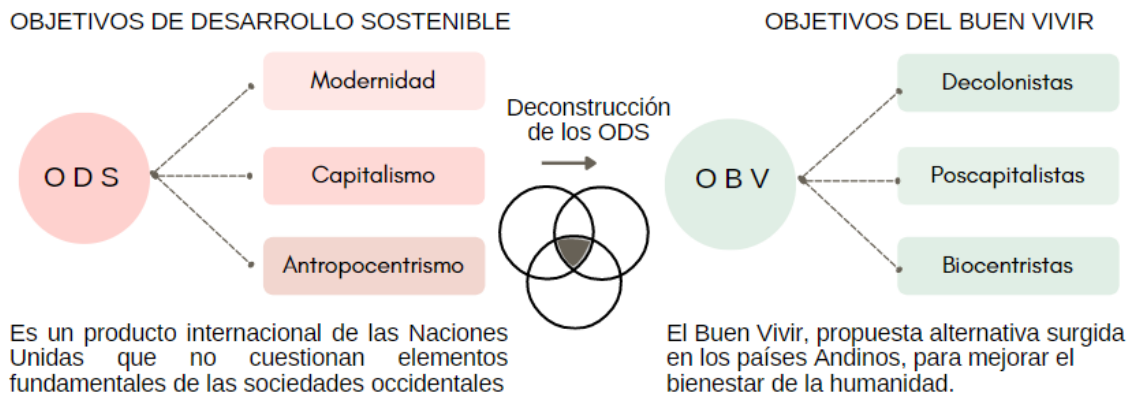 OBJETIVOS DE DESARROLLO SOSTENIBLE
O D S
Modernidad
Capitalismo
Antropocentrismo
Es un producto internacional de las Naciones
Unidas que no cuestionan elementos
fundamentales de las sociedades occidentales
Deconstrucción
de los ODS
OBJETIVOS DEL BUEN VIVIR
O B V
Decolonistas
Poscapitalistas
Biocentristas
El Buen Vivir, propuesta alternativa surgida
en los países Andinos, para mejorar el
bienestar de la humanidad.